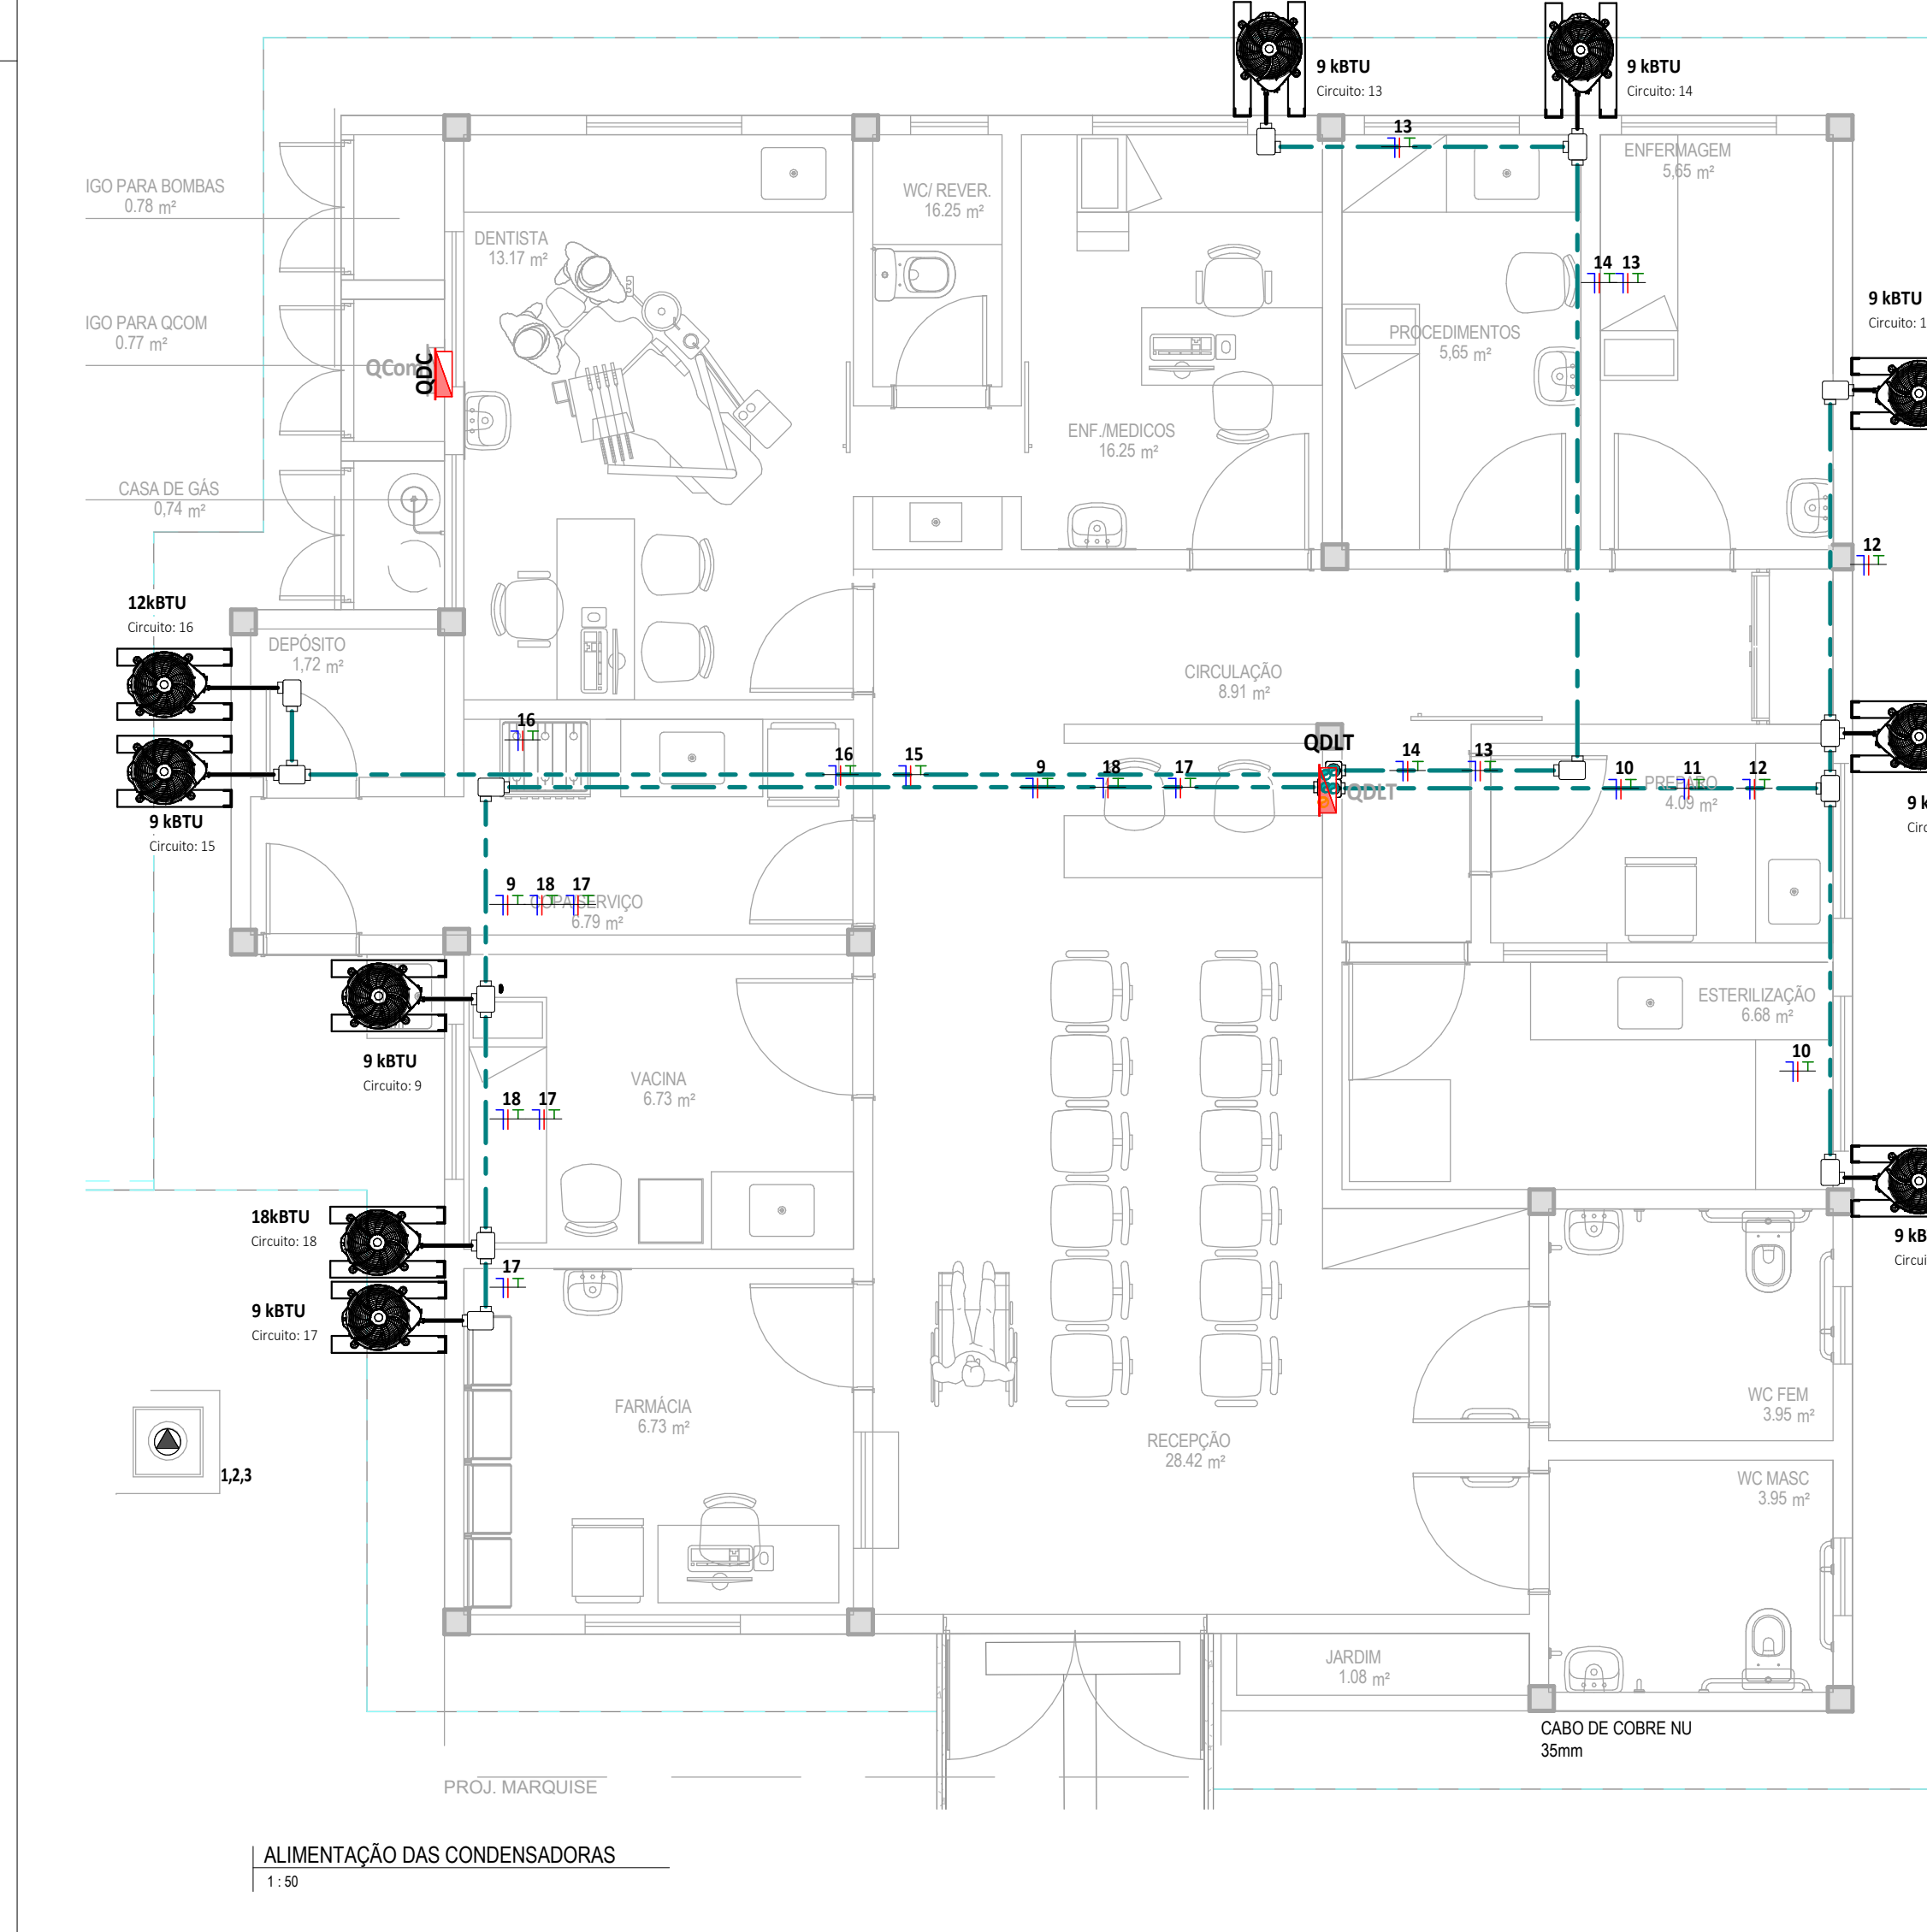 9 kBTU
Circuito: 13
9 kBTU
Circuito: 14
13
ENFERMAGEM
5,65 m²
IGO PARA BOMBAS
0.78 m²
WC/ REVER.
16.25 m²
DENTISTA
13.17 m²
14 13
9 kBTU
Circuito: 1
IGO PARA QCOM
0.77 m²
PROCEDIMENTOS
5,65 m²
QCom
QDC
ENF./MEDICOS
16.25 m²
CASA DE GÁS
0,74 m²
12
12kBTU
Circuito: 16
DEPÓSITO
1,72 m²
CIRCULAÇÃO
8.91 m²
16
QDLT
16 15
14 13
9 18 17
10 11 12
QDLT
PREPARO
4.09 m²
9 k
Circ
9 kBTU
Circuito: 15
9 18 17
COPA/SERVIÇO
6.79 m²
ESTERILIZAÇÃO
6.68 m²
9 kBTU
Circuito: 9
10
VACINA
6.73 m²
18 17
18kBTU
Circuito: 18
9 kB
Circui
17
9 kBTU
Circuito: 17
WC FEM
3.95 m²
FARMÁCIA
6.73 m²
RECEPÇÃO
28.42 m²
1,2,3
WC MASC
3.95 m²
JARDIM
1.08 m²
CABO DE COBRE NU
35mm
PROJ. MARQUISE
ALIMENTAÇÃO DAS CONDENSADORAS
1 : 50